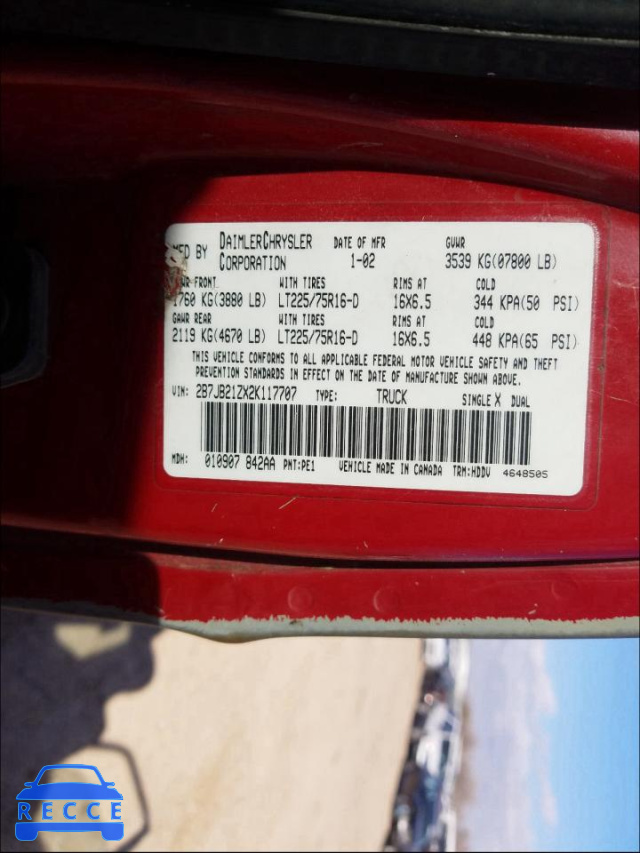 MFD BY DAIMLERCHRYSLER CORPORATION DATE OF MFR 1-02 GVWR 3539 KG(07800 LB)
FRONT WITH TIRES RIMS AT COLD
1760 KG(3880 LB) LT225/75R16-D 16X6.5 344 KPA(50 PSI)
GAWR REAR WITH TIRES RIMS AT COLD
2119 KG(4670 LB) LT225/75R16-D 16X6.5 448 KPA(65 PSI)
THIS VEHICLE CONFORMS TO ALL APPLICABLE FEDERAL MOTOR VEHICLE SAFETY AND THEFT
PREVENTION STANDARDS IN EFFECT ON THE DATE OF MANUFACTURE SHOWN ABOVE.
VIN: 2B7JB21ZX2K117707 TYPE: TRUCK SINGLE X DUAL
MDH: 010907 842AA PNT:PE1 VEHICLE MADE IN CANADA TRM:HDDV 4648505
RECCE